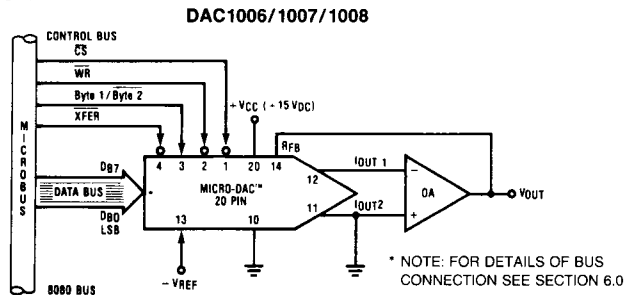 DAC1006/1007/1008
CONTROL BUS
CS
WR
Byte 1/Byte 2
XFER
+VCC (+15 VDC)
RFB
4 3 2 1 20 14
MICROBUS
DB7
DATA BUS
DB0
LSB
MICRO-DAC™
20 PIN
12
11
13
10
IOUT 1
IOUT2
−
+
OA
VOUT
−VREF
* NOTE: FOR DETAILS OF BUS
CONNECTION SEE SECTION 6.0
8080 BUS